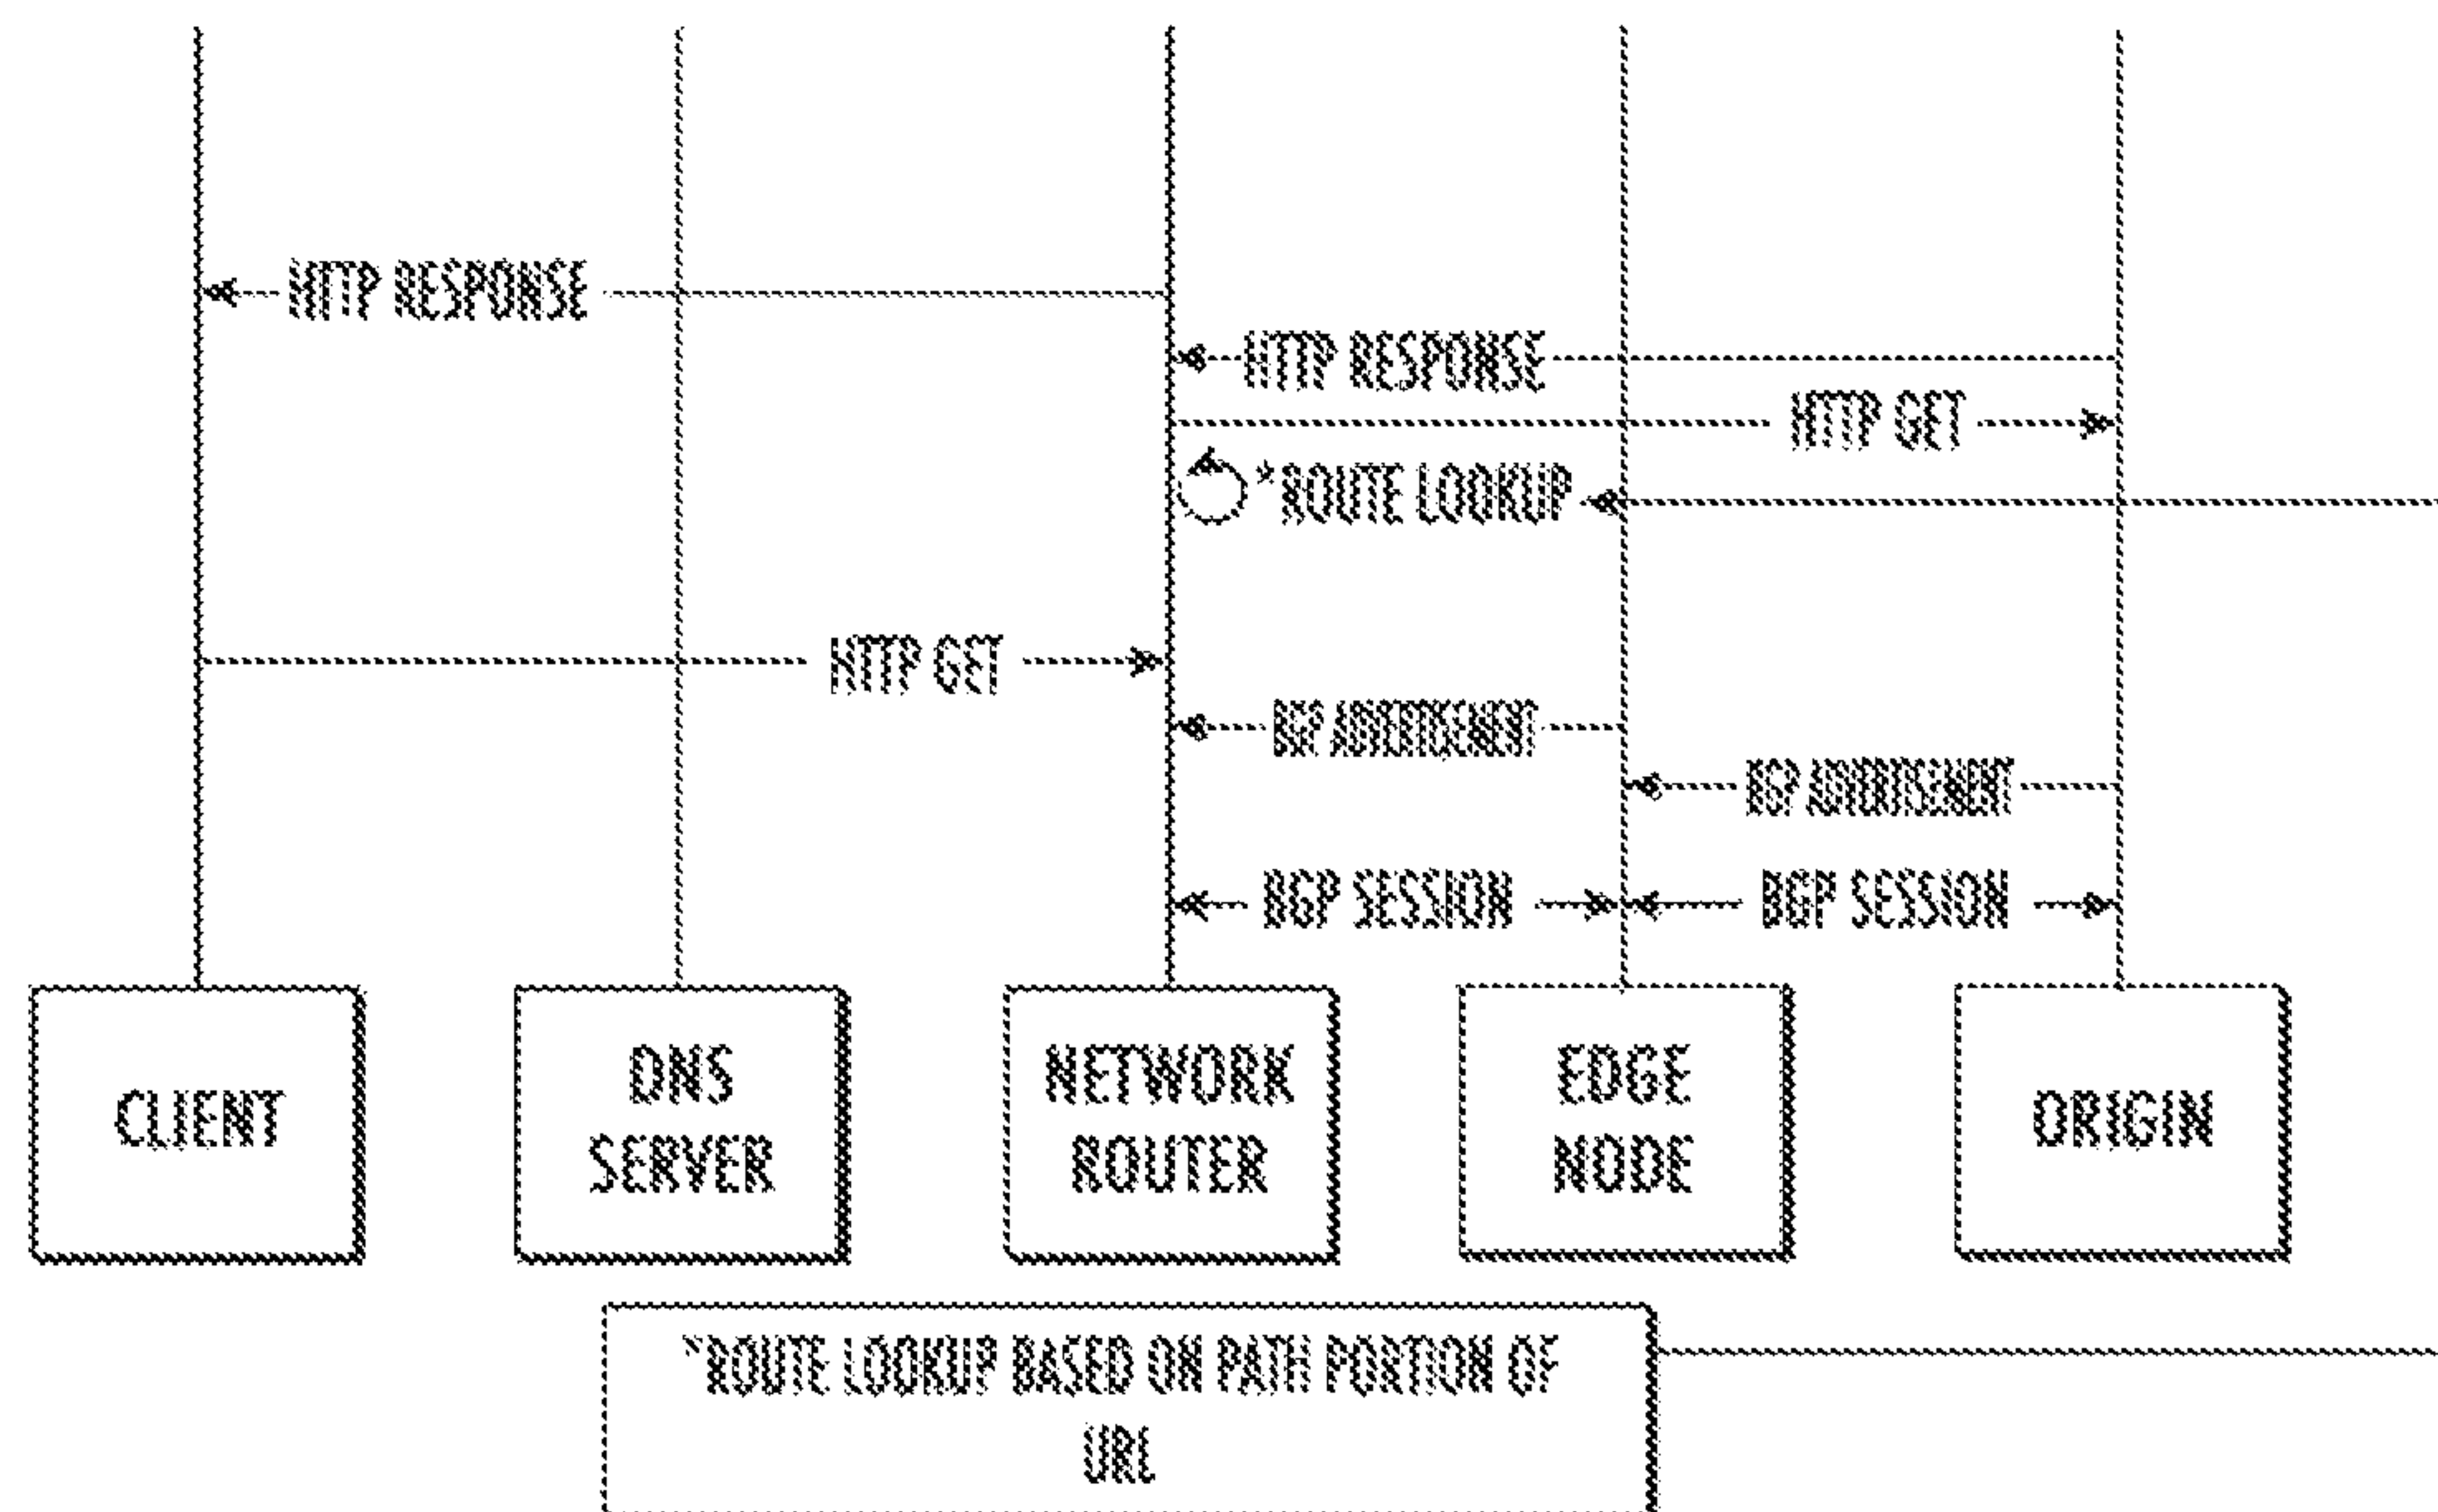 HTTP RESPONSE
HTTP RESPONSE
HTTP GET
*ROUTE LOOKUP
HTTP GET
BGP ADVERTISEMENT
BGP ADVERTISEMENT
BGP SESSION
BGP SESSION
CLIENT
DNS
SERVER
NETWORK
ROUTER
EDGE
NODE
ORIGIN
*ROUTE LOOKUP BASED ON PATH PORTION OF
URL